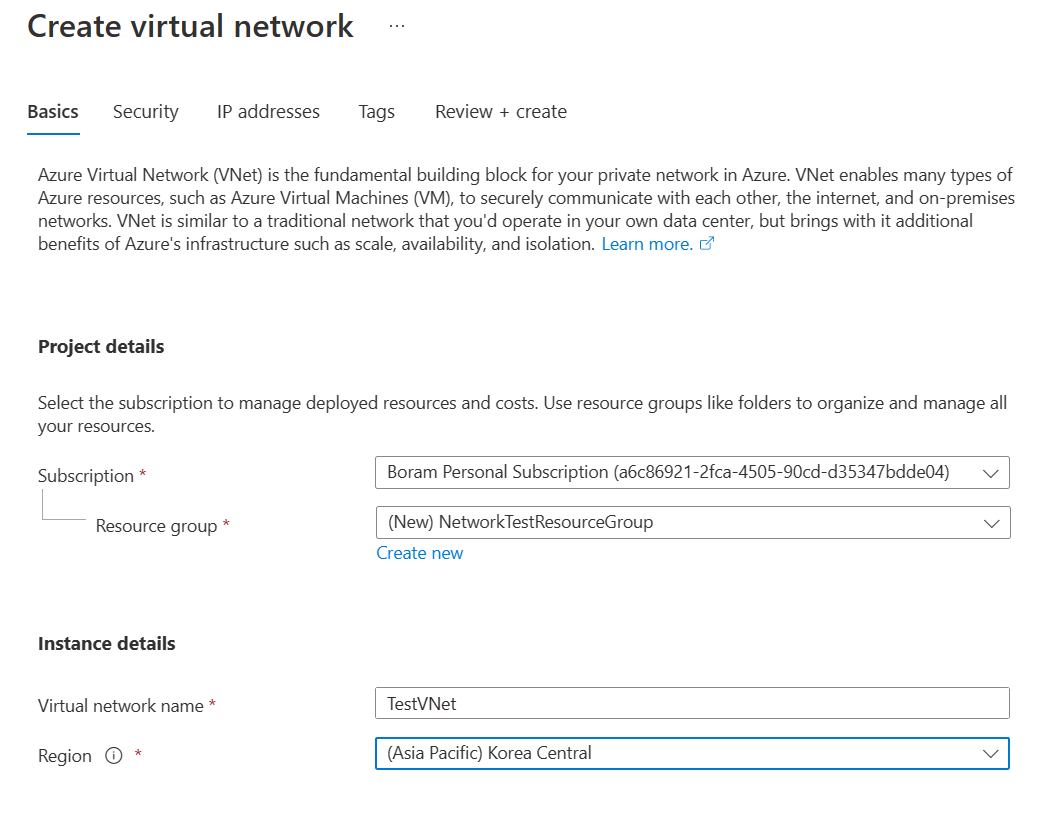 Create virtual network ...
Basics Security IP addresses Tags Review + create
Azure Virtual Network (VNet) is the fundamental building block for your private network in Azure. VNet enables many types of
Azure resources, such as Azure Virtual Machines (VM), to securely communicate with each other, the internet, and on-premises
networks. VNet is similar to a traditional network that you'd operate in your own data center, but brings with it additional
benefits of Azure's infrastructure such as scale, availability, and isolation. Learn more.
Project details
Select the subscription to manage deployed resources and costs. Use resource groups like folders to organize and manage all
your resources.
Subscription * Boram Personal Subscription (a6c86921-2fca-4505-90cd-d35347bdde04)
Resource group * (New) NetworkTestResourceGroup
Create new
Instance details
Virtual network name * TestVNet
Region * (Asia Pacific) Korea Central